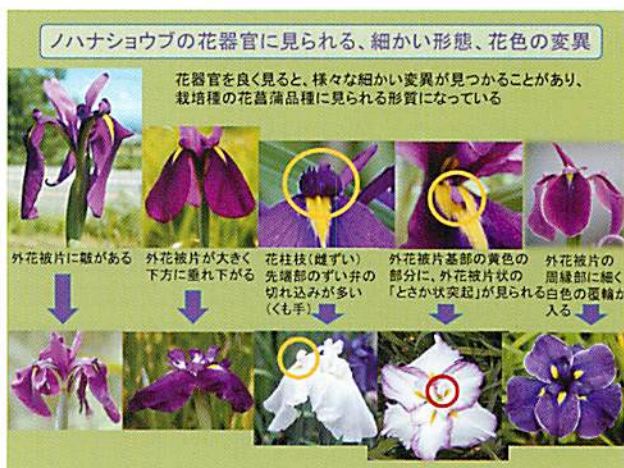 ノハナショウブの花器官に見られる、細かい形態、花色の変異
花器官を良く見ると、様々な細かい変異が見つかることがあり、
栽培種の花菖蒲品種に見られる形質になっている
外花被片に皺がある
外花被片が大きく
下方に垂れ下がる
花柱枝(雌ずい)
先端部のずい弁の
切れ込みが多い
(くも手)
外花被片基部の黄色の
部分に、外花被片状の
「とさか状突起」が見られる
外花被片の
周縁部に細く
白色の覆輪が
入る